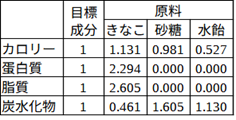 目標 原料
成分 きなこ 砂糖 水飴
カロリー 1 1.131 0.981 0.527
蛋白質 1 2.294 0.000 0.000
脂質 1 2.605 0.000 0.000
炭水化物 1 0.461 1.605 1.130